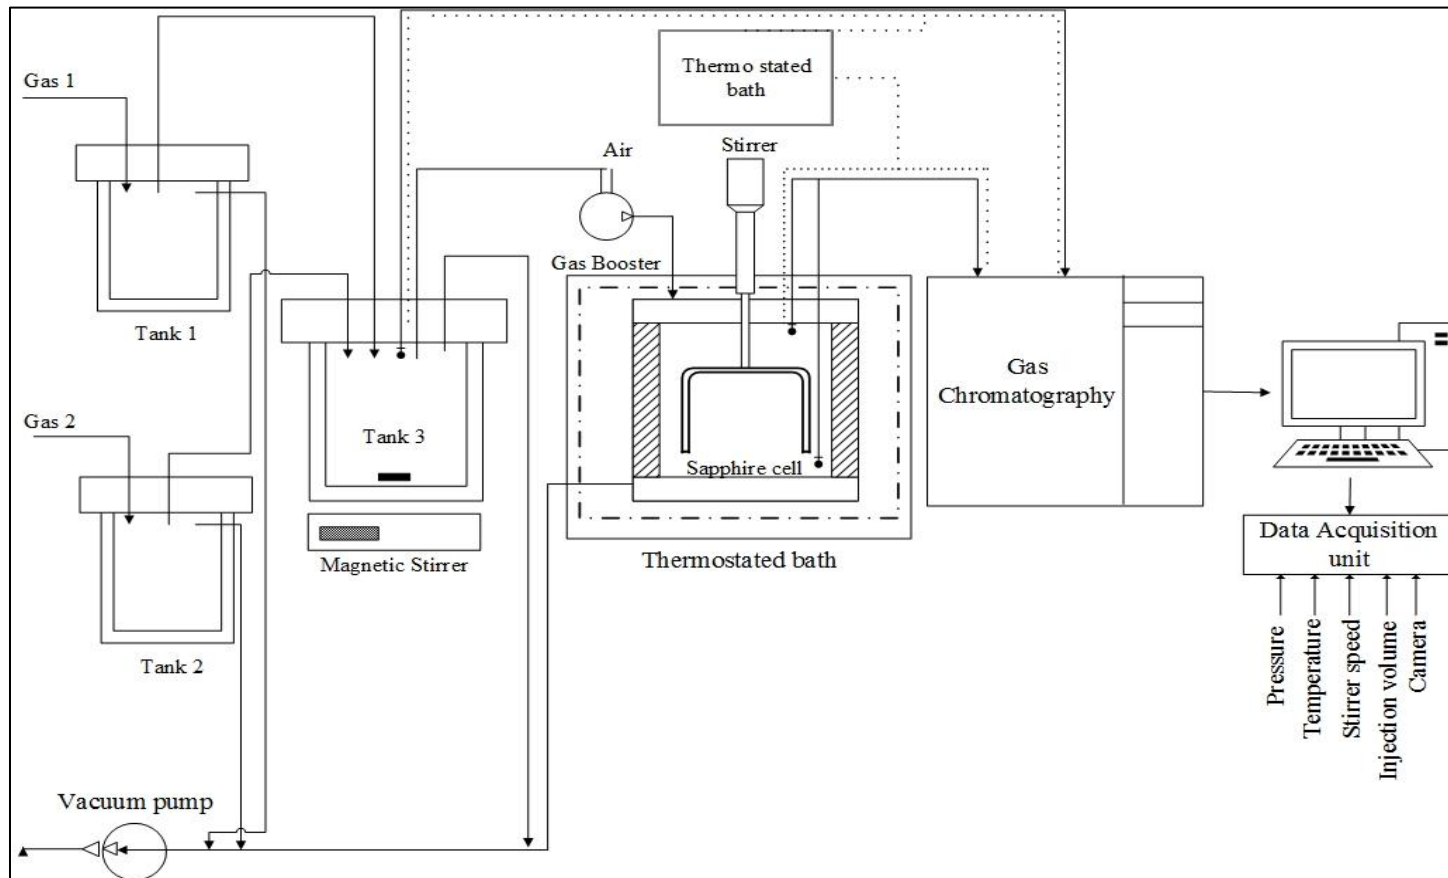 Thermo stated
bath
Gas 1
Air
Stirrer
Gas Booster
Tank 1
Gas
Chromatography
Gas 2
Tank 3
Sapphire cell
Data Acquisition
unit
Thermostated bath
Magnetic Stirrer
Tank 2
Pressure
Temperature
Stirrer speed
Injection volume
Camera
Vacuum pump